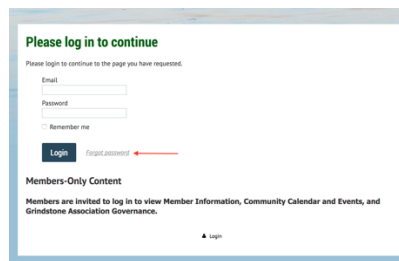 Please log in to continue
Please login to continue to the page you have requested.
Email
Password
Remember me
Login Forgot password
Members-Only Content
Members are invited to log in to view Member Information, Community Calendar and Events, and
Grindstone Association Governance.
Login